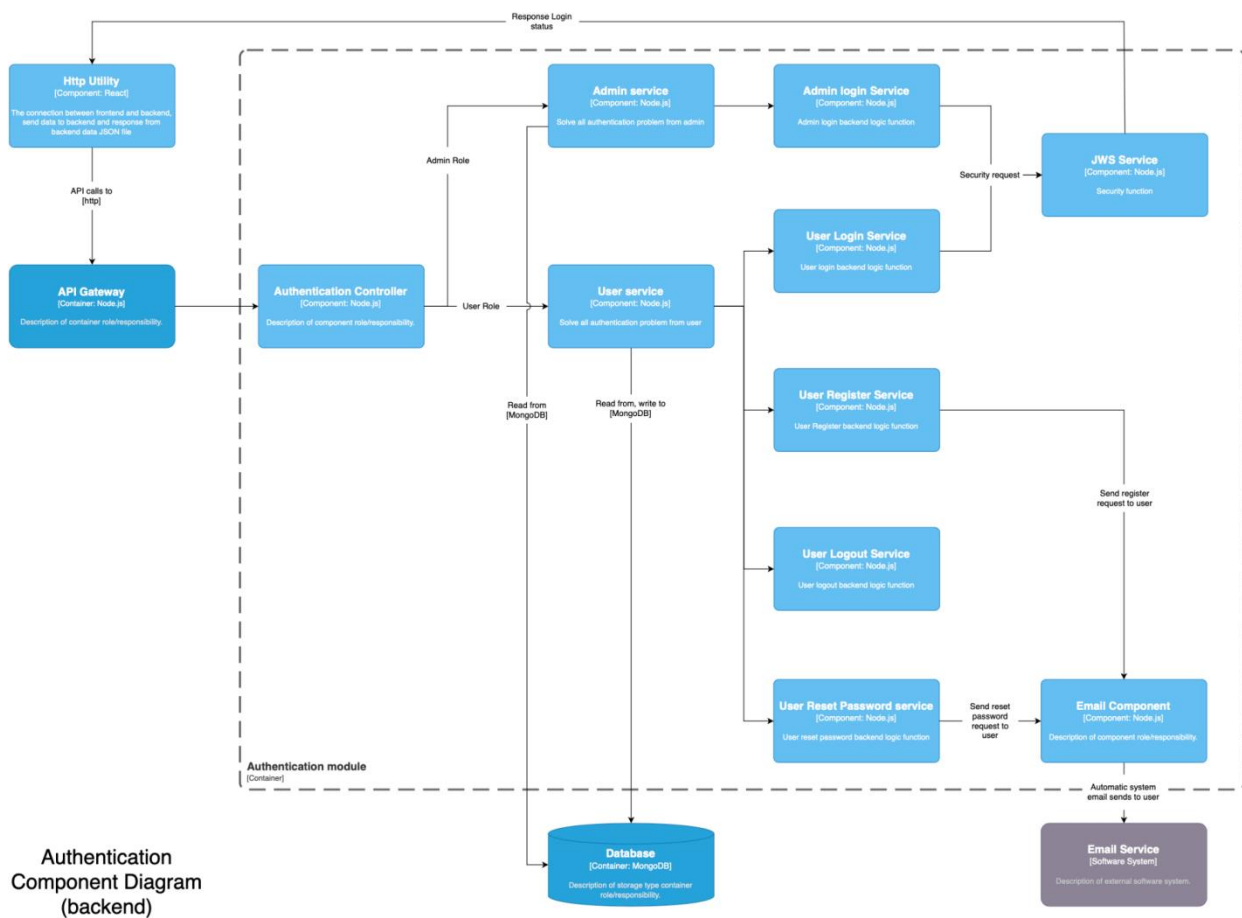 Response Login
status
Http Utility
[Component: React]
The connection between frontend and backend,
send data to backend and response from
backend data JSON file
API calls to
[http]
API Gateway
[Container: Node.js]
Description of container role/responsibility.
Authentication Controller
[Component: Node.js]
Description of component role/responsibility.
Admin Role
User Role
Admin service
[Component: Node.js]
Solve all authentication problem from admin
User service
[Component: Node.js]
Solve all authentication problem from user
Read from
[MongoDB]
Read from, write to
[MongoDB]
Admin login Service
[Component: Node.js]
Admin login backend logic function
User Login Service
[Component: Node.js]
User login backend logic function
Security request
JWS Service
[Component: Node.js]
Security function
User Register Service
[Component: Node.js]
User Register backend logic function
Send register
request to user
User Logout Service
[Component: Node.js]
User logout backend logic function
User Reset Password service
[Component: Node.js]
User reset password backend logic function
Send reset
password
request to
user
Email Component
[Component: Node.js]
Description of component role/responsibility.
Authentication module
[Container]
Automatic system
email sends to user
Database
[Container: MongoDB]
Description of storage type container
role/responsibility.
Email Service
[Software System]
Description of external software system.
Authentication
Component Diagram
(backend)